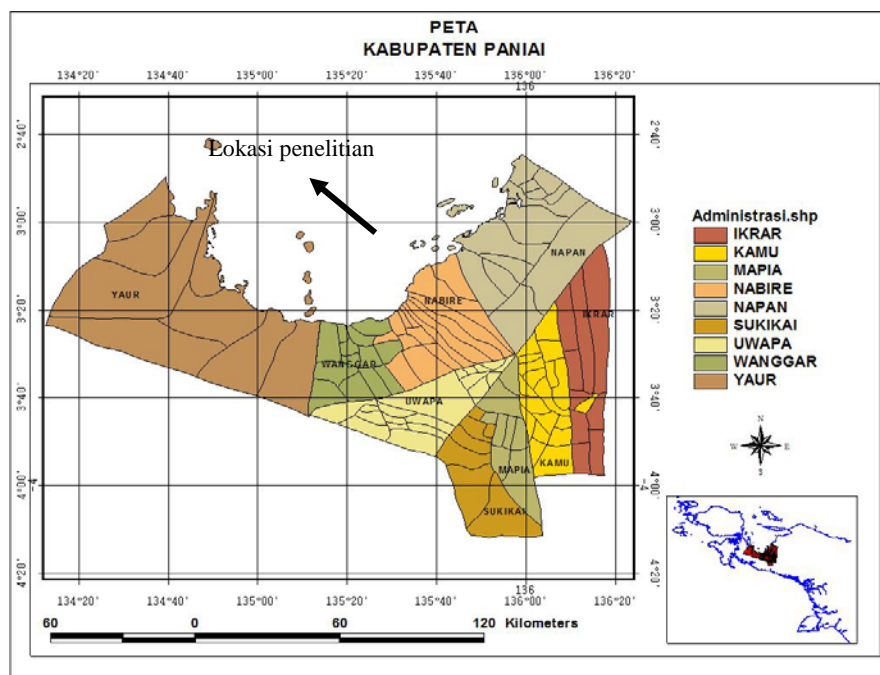 PETA
KABUPATEN PANIAI
134°20' 134°40' 135°00' 135°20' 135°40' 136°00' 136°20'
136
2°40' 2°40'
Lokasi penelitian
3°00' 3°00'
NAPAN
YAUR
NABIRE
3°20' 3°20'
IKRAR
WANGGAR
3°40' 3°40'
UWAPA
KAMU
MAPIA
4°00' 4°00'
-4 -4
SUKIKAI
4°20' 4°20'
134°20' 134°40' 135°00' 135°20' 135°40' 136°00' 136°20'
136
60 0 60 120 Kilometers
Administrasi.shp
IKRAR
KAMU
MAPIA
NABIRE
NAPAN
SUKIKAI
UWAPA
WANGGAR
YAUR
N
W E
S